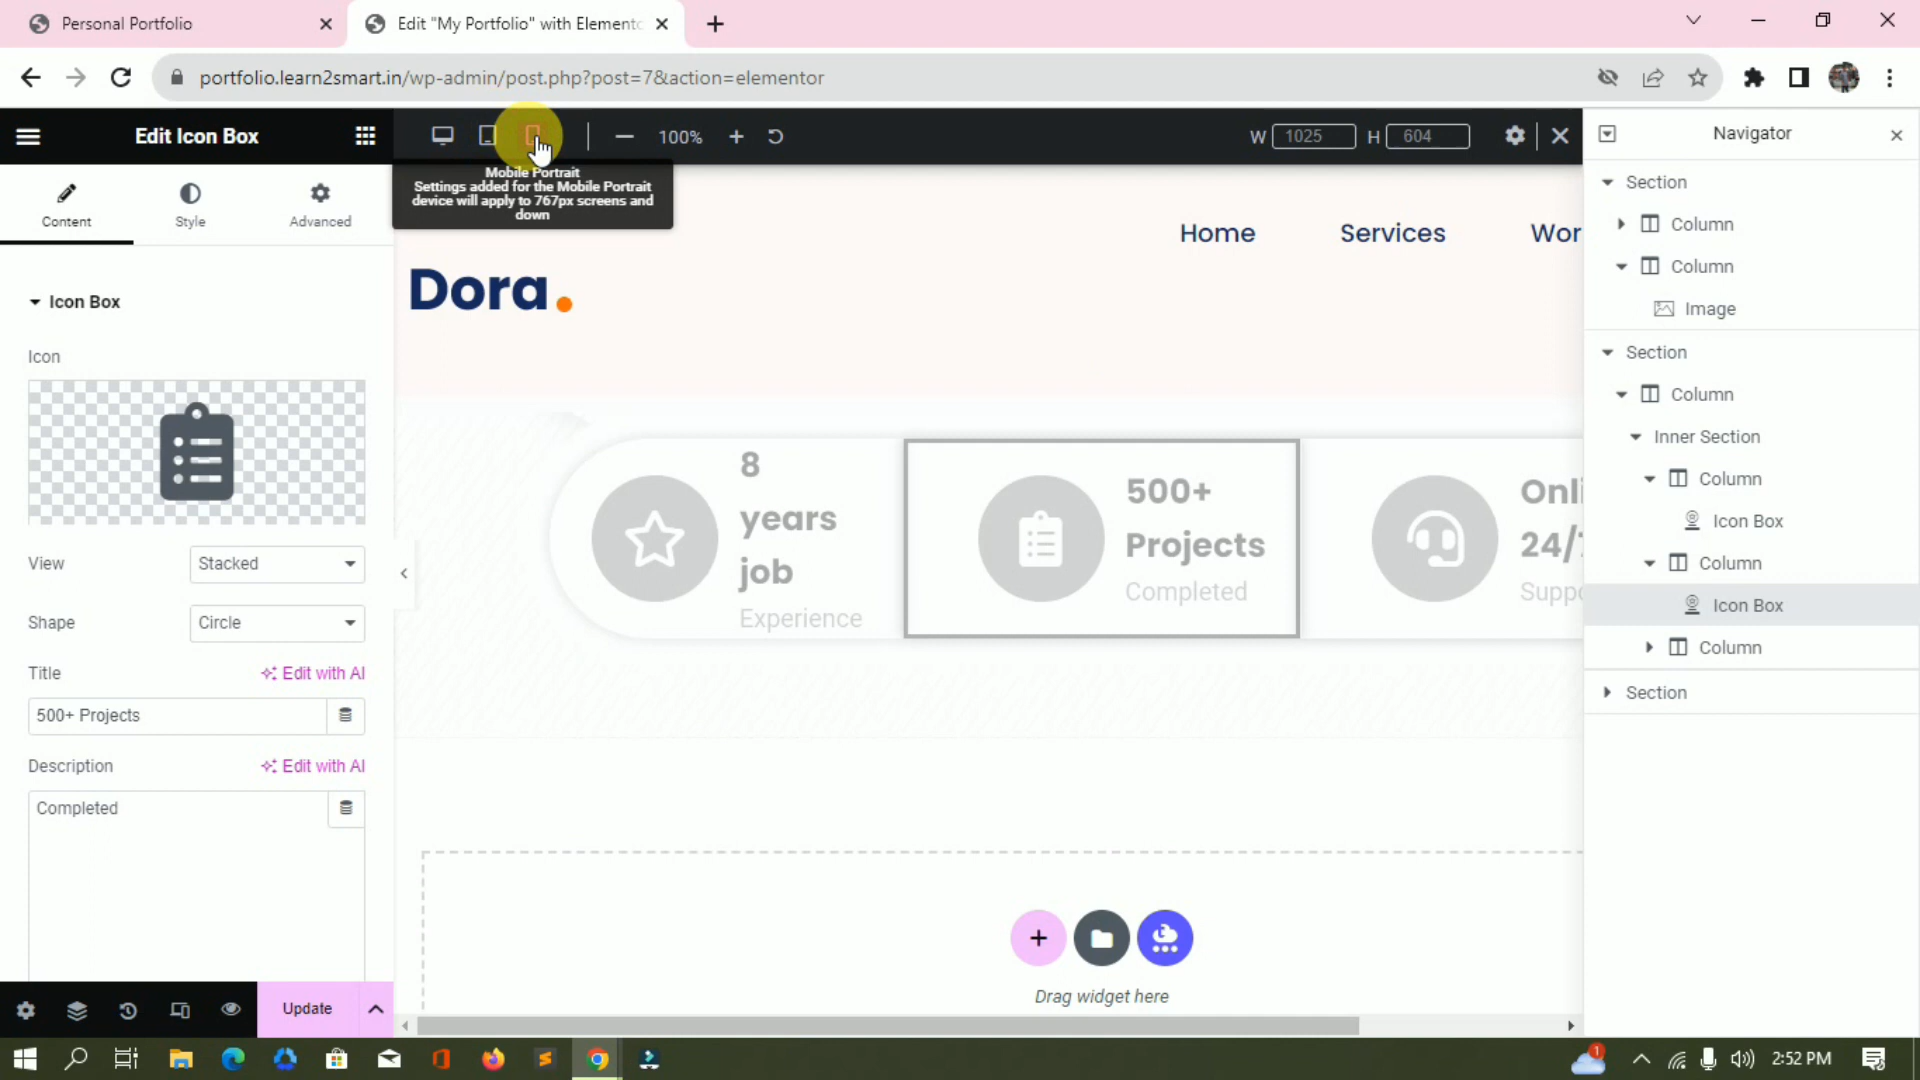 Personal Portfolio
Edit "My Portfolio" with Elemento
portfolio.learn2smart.in/wp-admin/post.php?post=7&action=elementor
Edit Icon Box
100%
W 1025 H 604
Navigator
Mobile Portrait
Settings added for the Mobile Portrait
device will apply to 767px screens and
down
Content
Style
Advanced
Icon Box
Icon
View
Stacked
Shape
Circle
Title
Edit with AI
500+ Projects
Description
Edit with AI
Completed
Update
Home
Services
Wor
Dora.
8
years
job
Experience
500+
Projects
Completed
Onli
24/7
Suppo
Drag widget here
Section
Column
Column
Image
Section
Column
Inner Section
Column
Icon Box
Column
Icon Box
Column
Section
1
2:52 PM